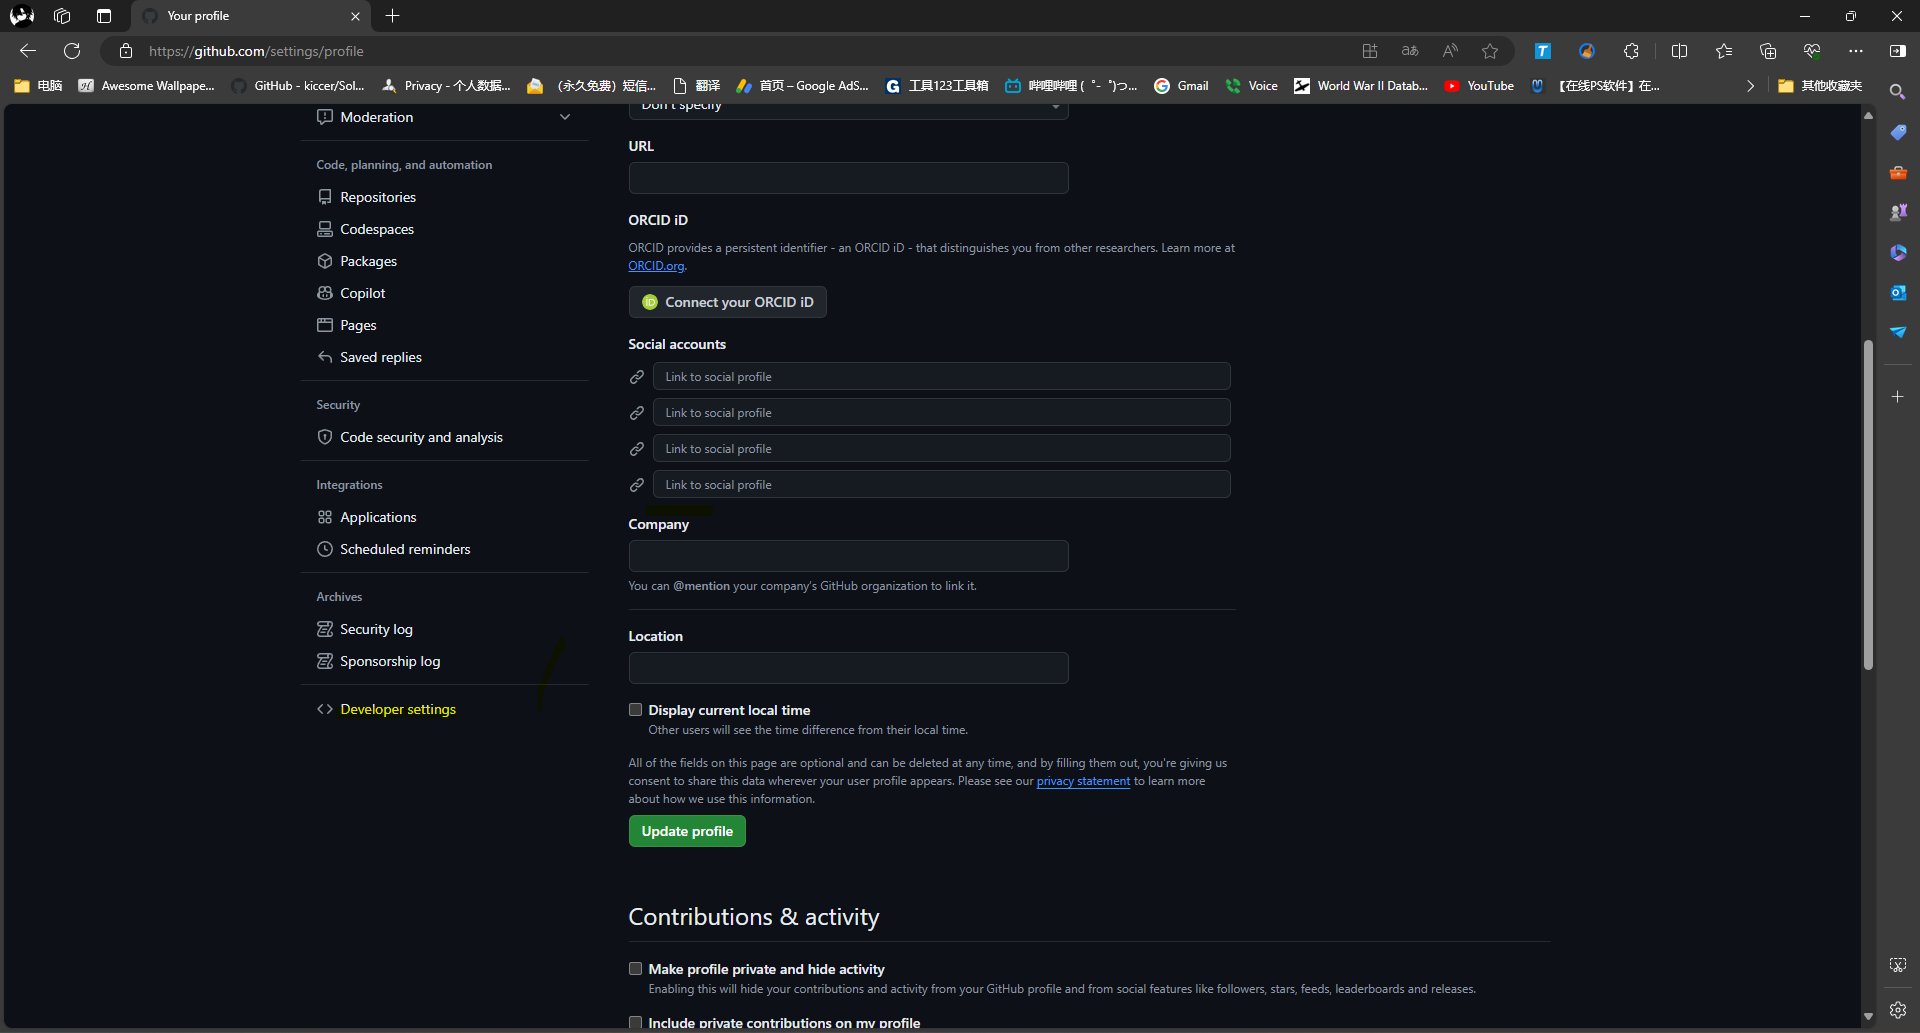 Your profile
https://github.com/settings/profile
电脑
Awesome Wallpape...
GitHub - kiccer/Sol...
Privacy - 个人数据...
（永久免费）短信...
翻译
首页 – Google AdS...
工具123工具箱
哔哩哔哩 ( ゜- ゜)つ...
Gmail
Voice
World War II Datab...
YouTube
【在线PS软件】在...
其他收藏夹
Moderation
Code, planning, and automation
Repositories
Codespaces
Packages
Copilot
Pages
Saved replies
Security
Code security and analysis
Integrations
Applications
Scheduled reminders
Archives
Security log
Sponsorship log
Developer settings
Don't specify
URL
ORCID iD
ORCID provides a persistent identifier - an ORCID iD - that distinguishes you from other researchers. Learn more at
ORCID.org.
Connect your ORCID iD
Social accounts
Link to social profile
Link to social profile
Link to social profile
Link to social profile
Company
You can @mention your company's GitHub organization to link it.
Location
Display current local time
Other users will see the time difference from their local time.
All of the fields on this page are optional and can be deleted at any time, and by filling them out, you're giving us
consent to share this data wherever your user profile appears. Please see our privacy statement to learn more
about how we use this information.
Update profile
Contributions & activity
Make profile private and hide activity
Enabling this will hide your contributions and activity from your GitHub profile and from social features like followers, stars, feeds, leaderboards and releases.
Include private contributions on my profile